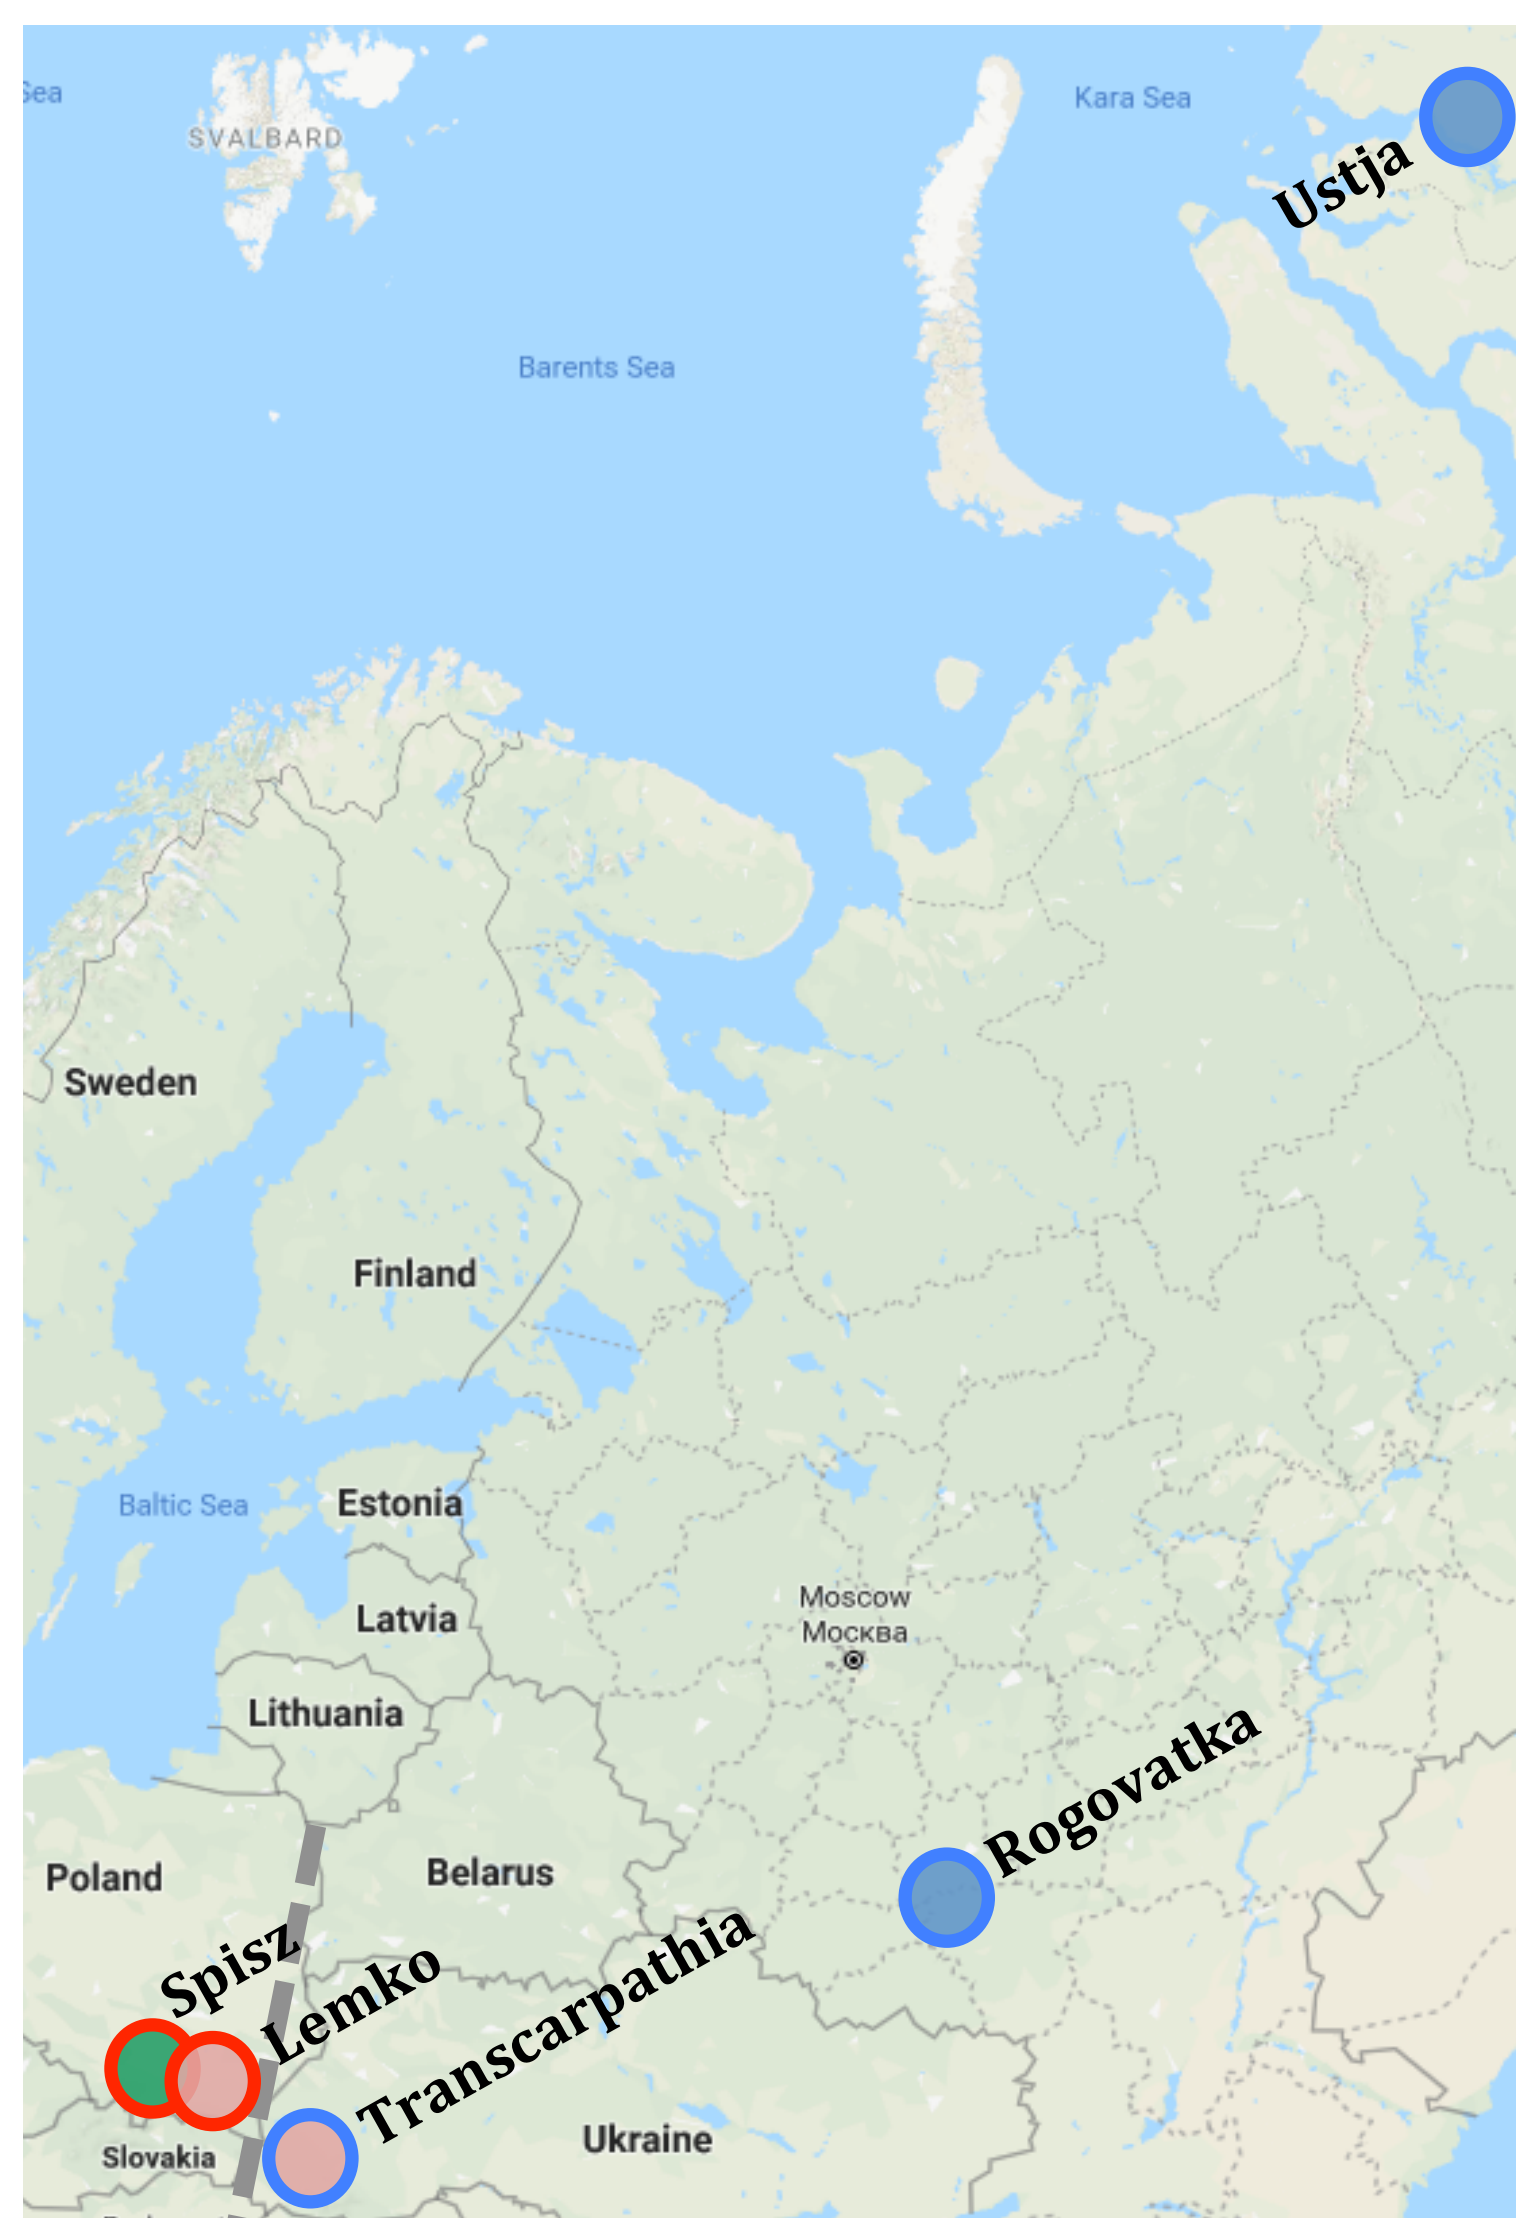 Sea
SVALBARD
Kara Sea
Ustja
Barents Sea
Sweden
Finland
Baltic Sea
Estonia
Moscow
Москва
Latvia
Lithuania
Rogovatka
Poland
Belarus
Spisz
Lemko
Transcarpathia
Ukraine
Slovakia